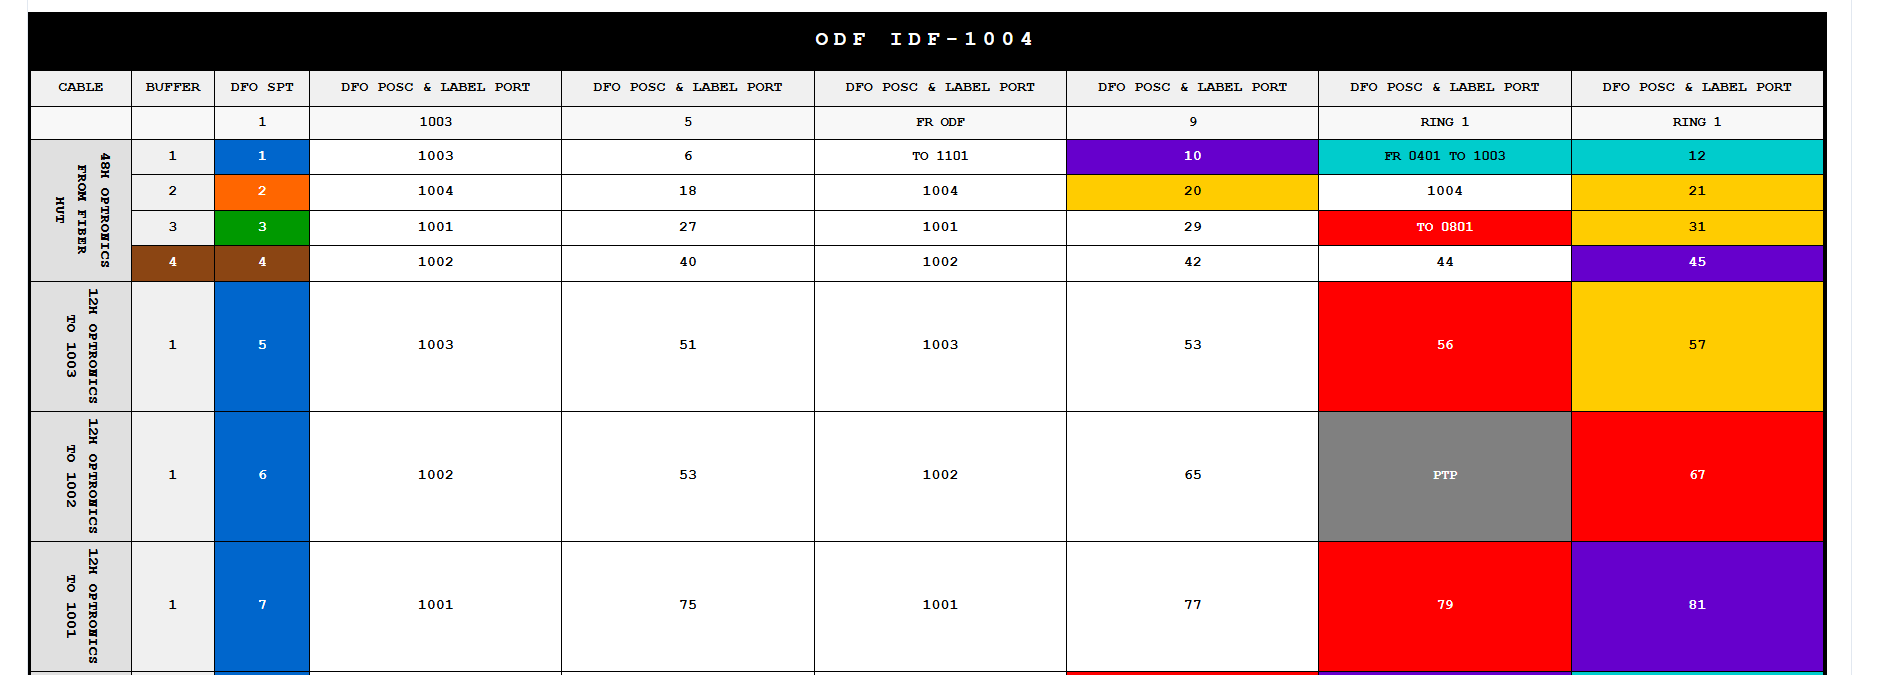 ODF IDF-1004
CABLE BUFFER DFO SPT DFO POSC & LABEL PORT DFO POSC & LABEL PORT DFO POSC & LABEL PORT DFO POSC & LABEL PORT DFO POSC & LABEL PORT DFO POSC & LABEL PORT
1 1003 5 FR ODF 9 RING 1 RING 1
48H OPTRONICS
FROM FIBER
HUT
1 1 1003 6 TO 1101 10 FR 0401 TO 1003 12
2 2 1004 18 1004 20 1004 21
3 3 1001 27 1001 29 TO 0801 31
4 4 1002 40 1002 42 44 45
12H OPTRONICS
TO 1003
1 5 1003 51 1003 53 56 57
12H OPTRONICS
TO 1002
1 6 1002 53 1002 65 PTP 67
12H OPTRONICS
TO 1001
1 7 1001 75 1001 77 79 81